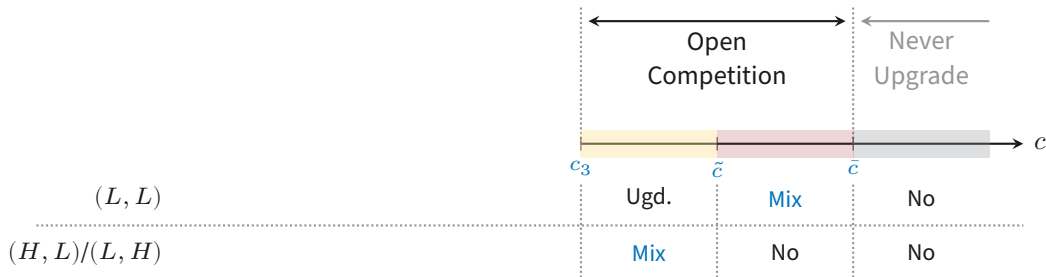 Open Never
Competition Upgrade
c
c₃ c̃ c̄
(L, L) Ugd. Mix No
(H, L)/(L, H) Mix No No